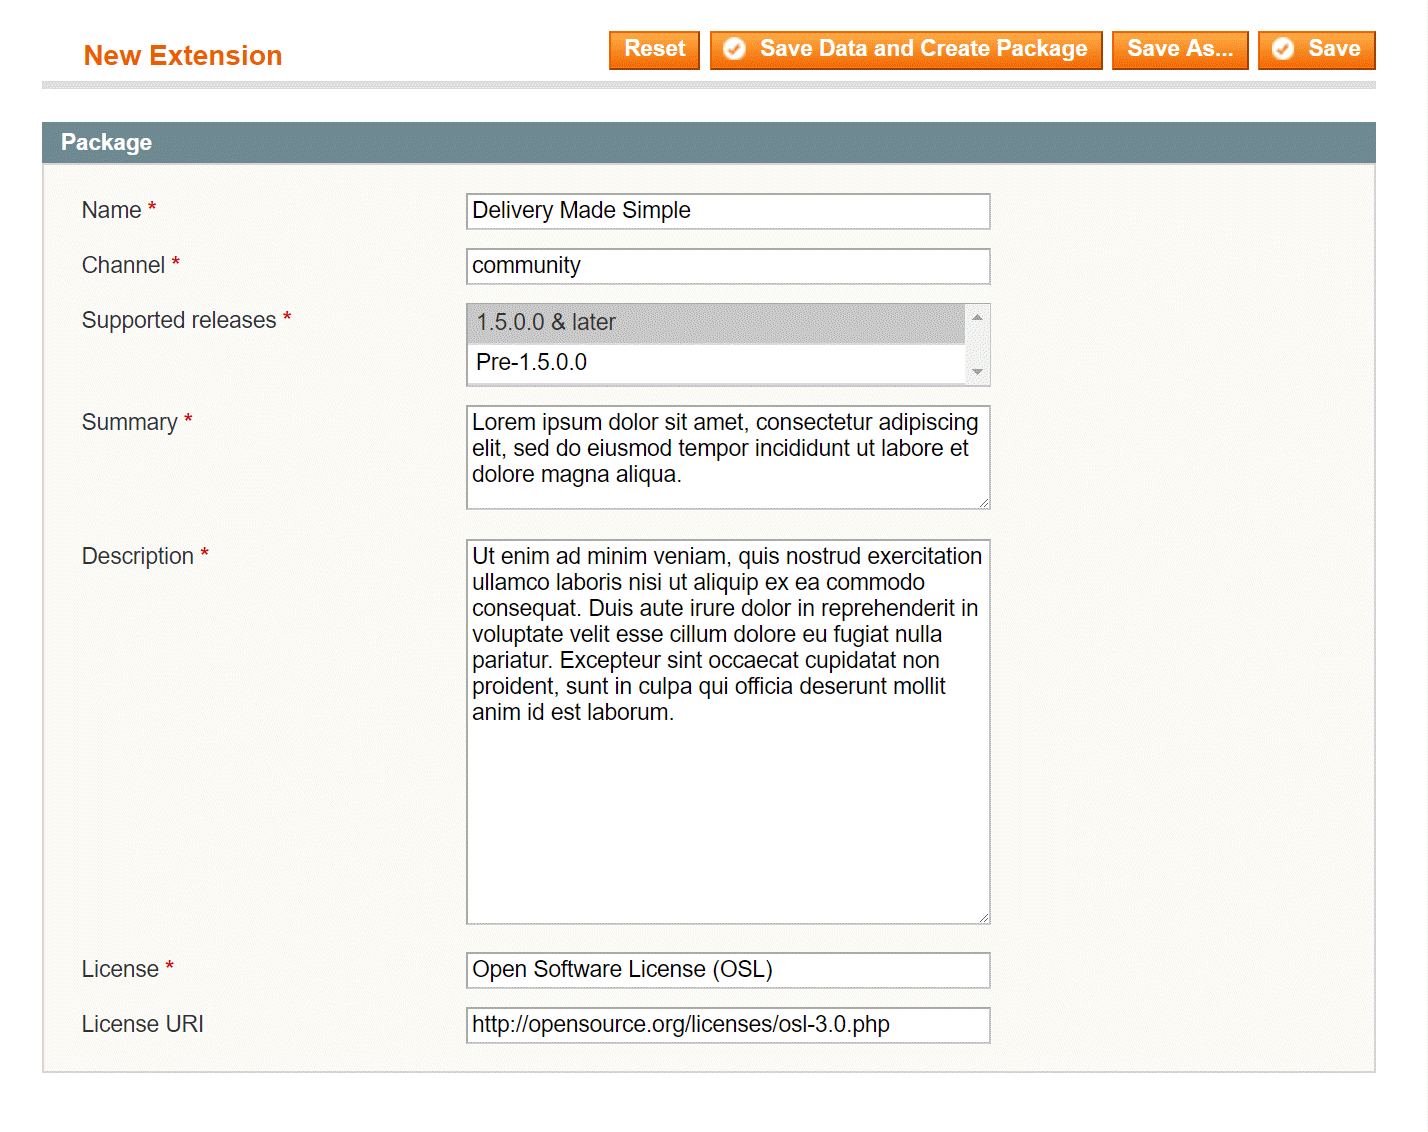 New Extension
Reset
Save Data and Create Package
Save As...
Save
Package
Name *
Delivery Made Simple
Channel *
community
Supported releases *
1.5.0.0 & later
Pre-1.5.0.0
Summary *
Lorem ipsum dolor sit amet, consectetur adipiscing
elit, sed do eiusmod tempor incididunt ut labore et
dolore magna aliqua.
Description *
Ut enim ad minim veniam, quis nostrud exercitation
ullamco laboris nisi ut aliquip ex ea commodo
consequat. Duis aute irure dolor in reprehenderit in
voluptate velit esse cillum dolore eu fugiat nulla
pariatur. Excepteur sint occaecat cupidatat non
proident, sunt in culpa qui officia deserunt mollit
anim id est laborum.
License *
Open Software License (OSL)
License URI
http://opensource.org/licenses/osl-3.0.php